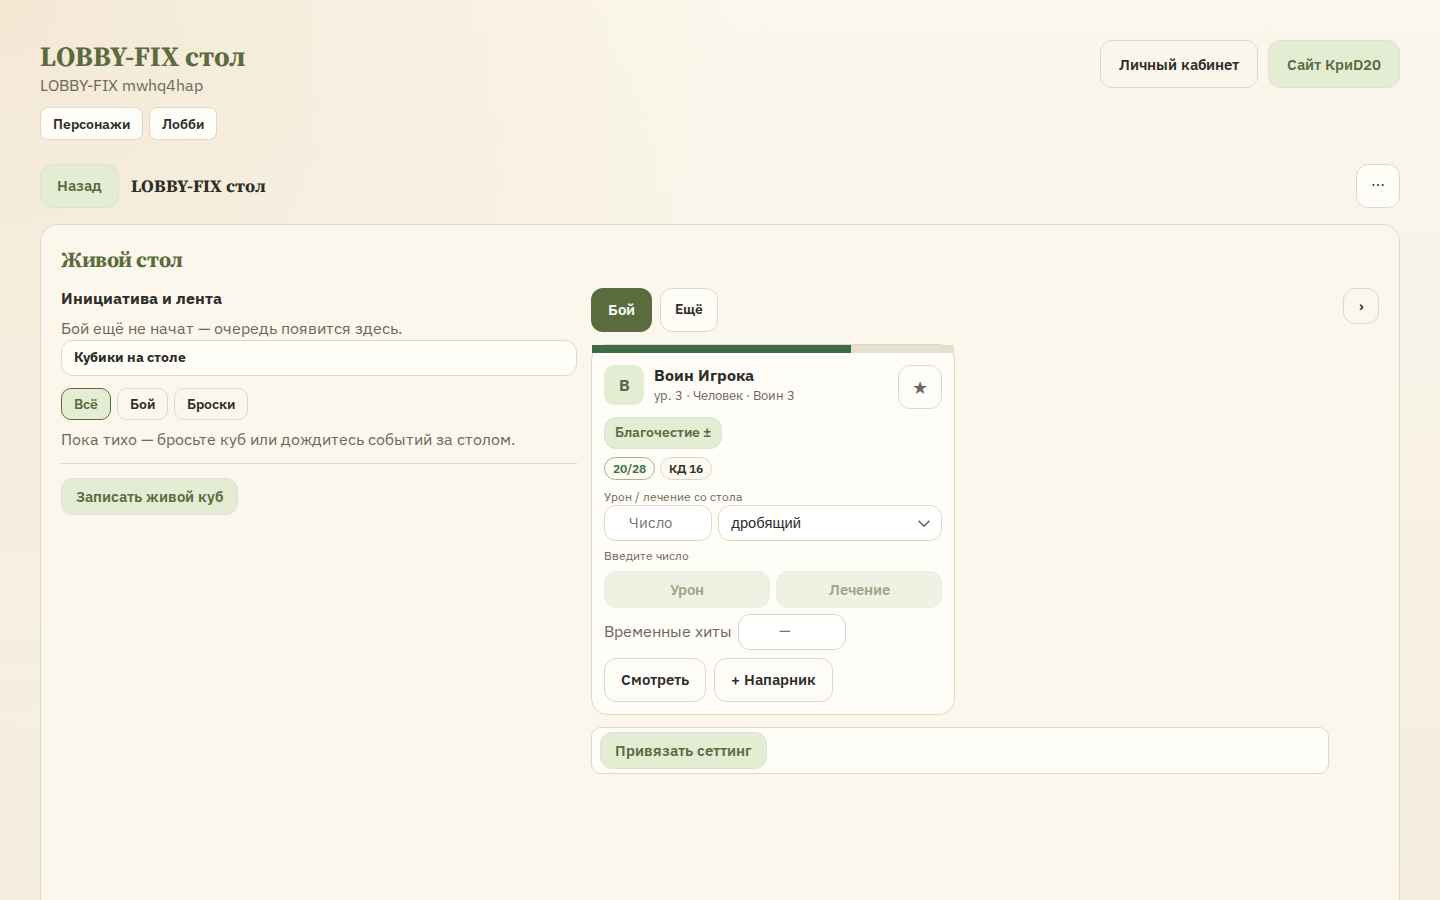 LOBBY-FIX стол
LOBBY-FIX mwhq4hap
Персонажи Лобби
Личный кабинет Сайт КриD20
Назад LOBBY-FIX стол ...
Живой стол
Инициатива и лента
Бой ещё не начат — очередь появится здесь.
Кубики на столе
Всё Бой Броски
Пока тихо — бросьте куб или дождитесь событий за столом.
Записать живой куб
Бой Ещё
›
В Воин Игрока ★
ур. 3 · Человек · Воин 3
Благочестие ±
20/28 КД 16
Урон / лечение со стола
Число дробящий
Введите число
Урон Лечение
Временные хиты —
Смотреть + Напарник
Привязать сеттинг